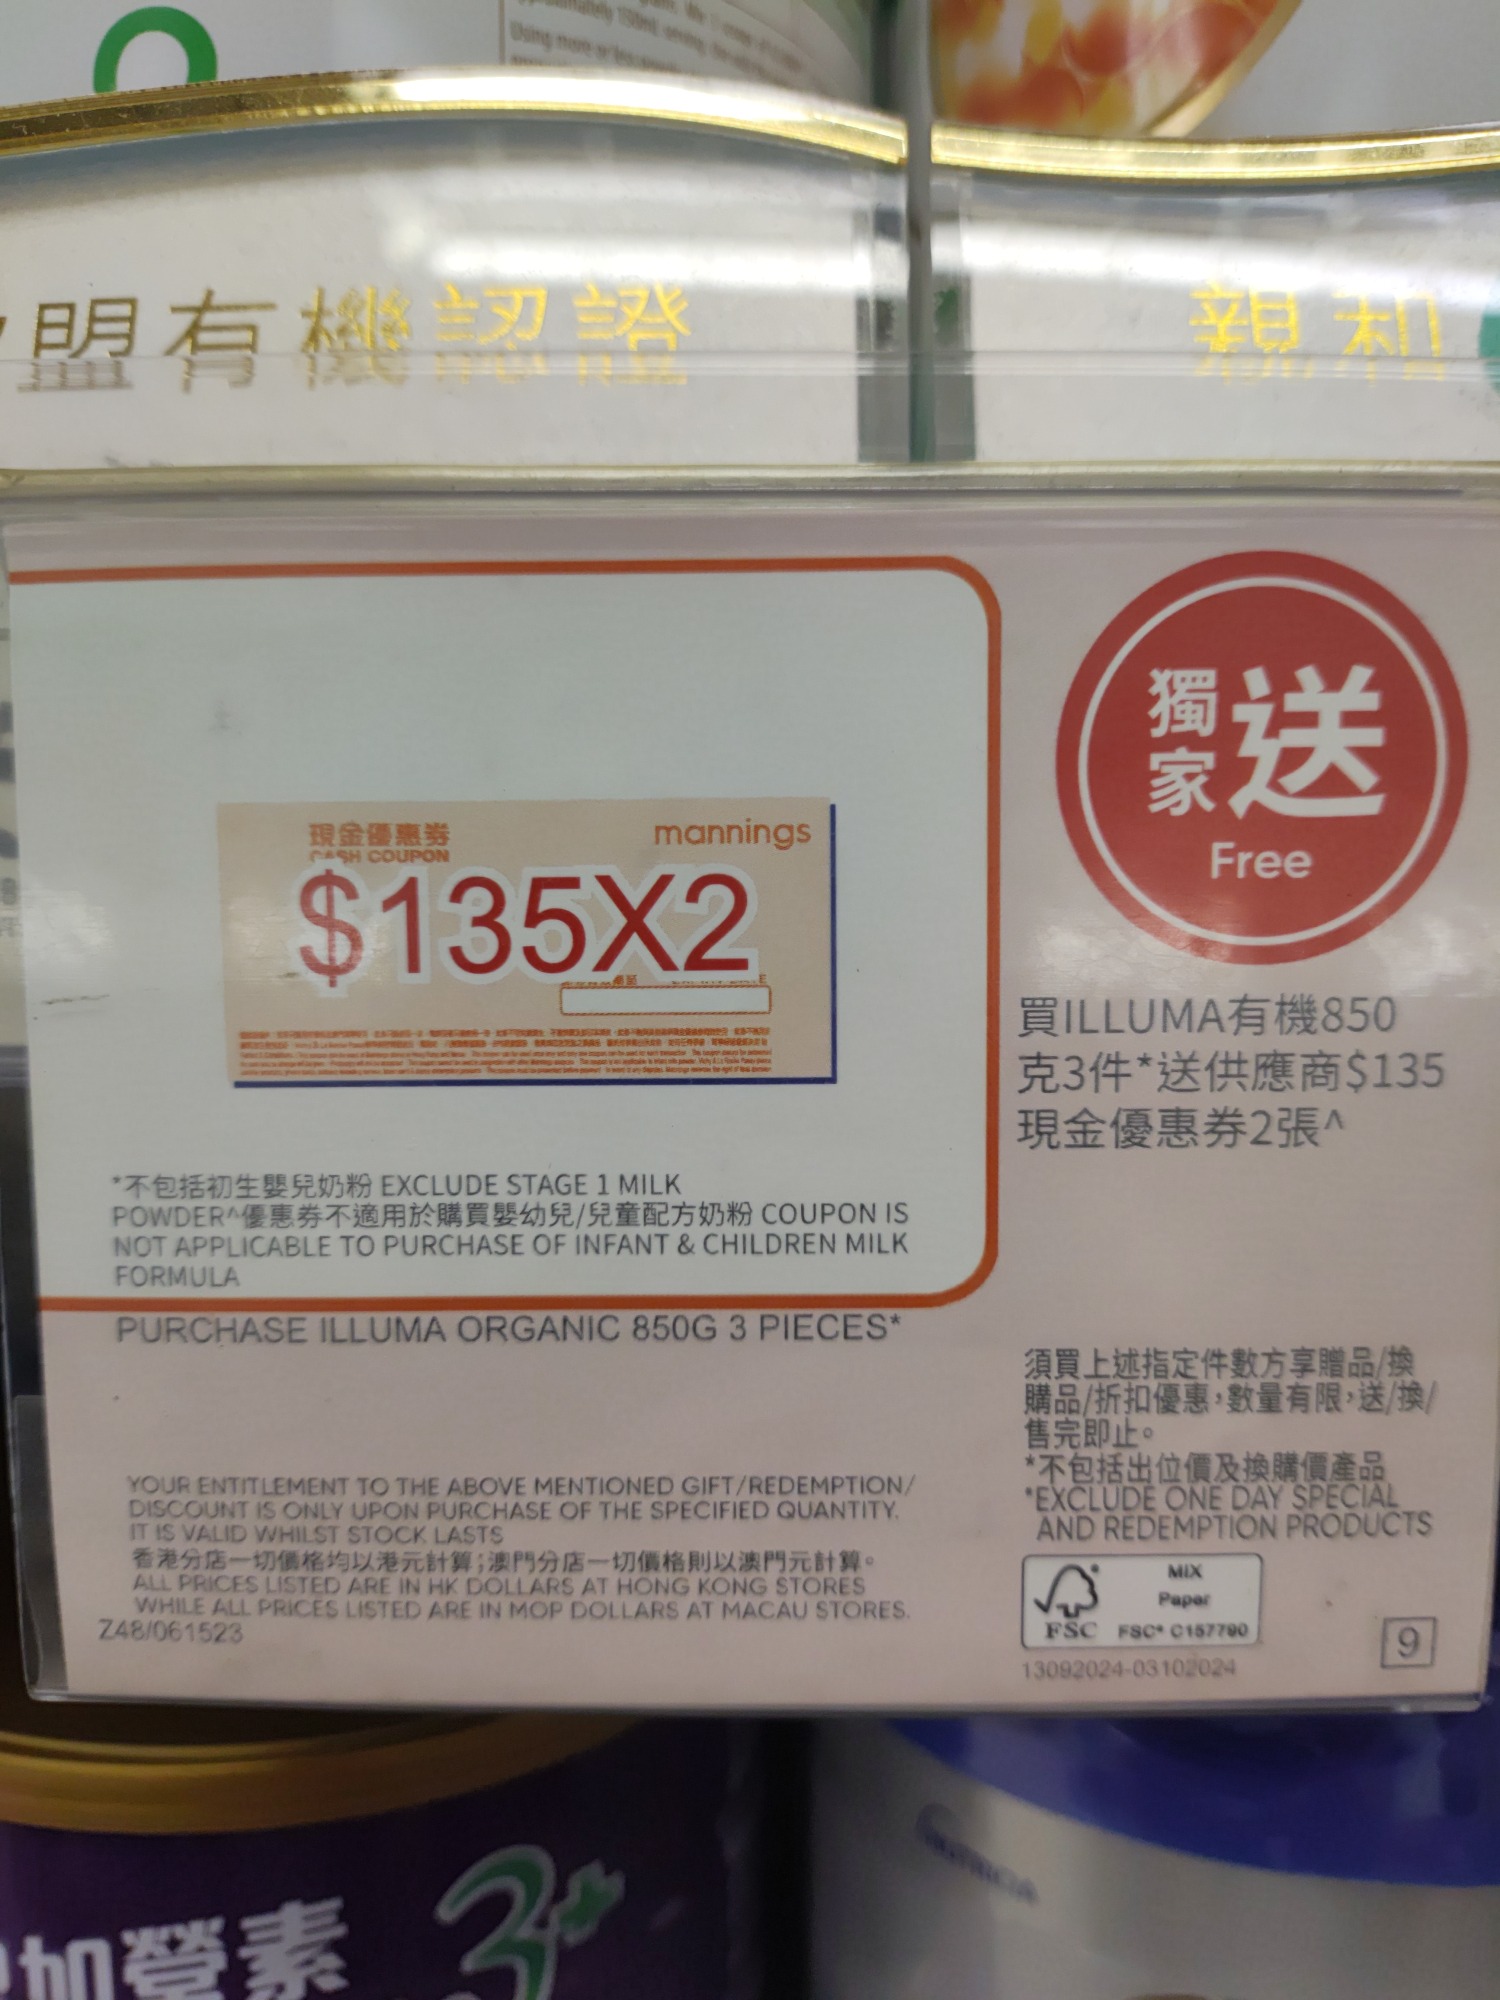 盟有機認證
親和
獨家送
Free
現金優惠券
CASH COUPON
mannings
$135X2
買ILLUMA有機850
克3件*送供應商$135
現金優惠券2張^
*不包括初生嬰兒奶粉 EXCLUDE STAGE 1 MILK
POWDER^優惠券不適用於購買嬰幼兒/兒童配方奶粉 COUPON IS
NOT APPLICABLE TO PURCHASE OF INFANT & CHILDREN MILK
FORMULA
PURCHASE ILLUMA ORGANIC 850G 3 PIECES*
須買上述指定件數方享贈品/換
購品/折扣優惠，數量有限，送/換/
售完即止。
*不包括出位價及換購價產品
*EXCLUDE ONE DAY SPECIAL
AND REDEMPTION PRODUCTS
YOUR ENTITLEMENT TO THE ABOVE MENTIONED GIFT/REDEMPTION/
DISCOUNT IS ONLY UPON PURCHASE OF THE SPECIFIED QUANTITY.
IT IS VALID WHILST STOCK LASTS
香港分店一切價格均以港元計算；澳門分店一切價格則以澳門元計算。
ALL PRICES LISTED ARE IN HK DOLLARS AT HONG KONG STORES
WHILE ALL PRICES LISTED ARE IN MOP DOLLARS AT MACAU STORES.
Z48/061523
MIX
Paper
FSC FSC® C157790
9
13092024-03102024
加營素 3+